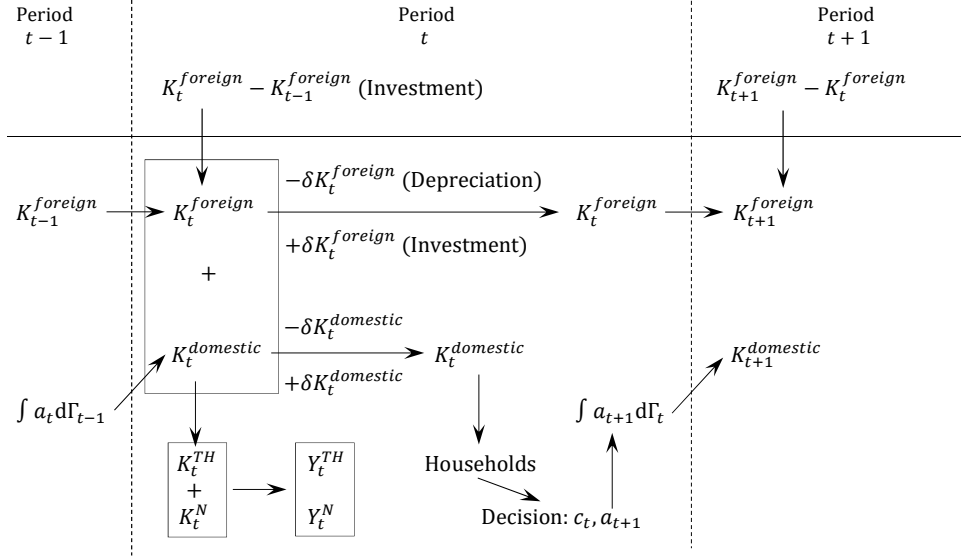 Period
t − 1
Period
t
Period
t + 1
K_t^{foreign} − K_{t−1}^{foreign} (Investment)
K_{t+1}^{foreign} − K_t^{foreign}
−δK_t^{foreign} (Depreciation)
K_{t−1}^{foreign}
K_t^{foreign}
K_t^{foreign}
K_{t+1}^{foreign}
+δK_t^{foreign} (Investment)
+
−δK_t^{domestic}
K_t^{domestic}
K_t^{domestic}
K_{t+1}^{domestic}
+δK_t^{domestic}
∫ a_t dΓ_{t−1}
∫ a_{t+1} dΓ_t
K_t^{TH}
+
K_t^N
Y_t^{TH}
Y_t^N
Households
Decision: c_t, a_{t+1}